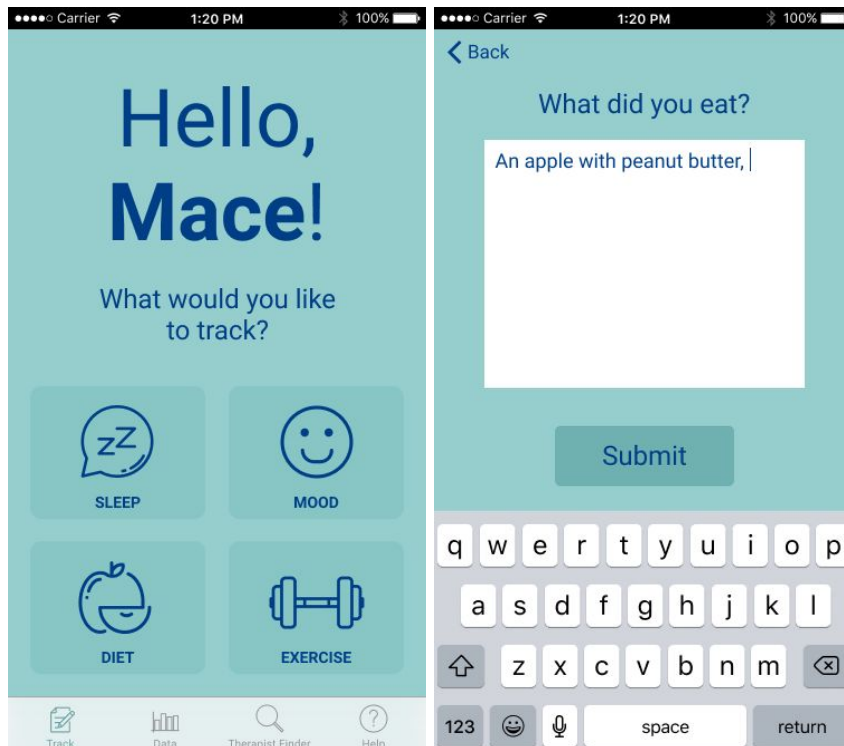 Carrier 1:20 PM 100%
Hello,
Mace!
What would you like
to track?
zZ
SLEEP
MOOD
DIET
EXERCISE
Track Data Therapist Finder Help
Carrier 1:20 PM 100%
Back
What did you eat?
An apple with peanut butter,
Submit
q w e r t y u i o p
a s d f g h j k l
z x c v b n m
123 space return